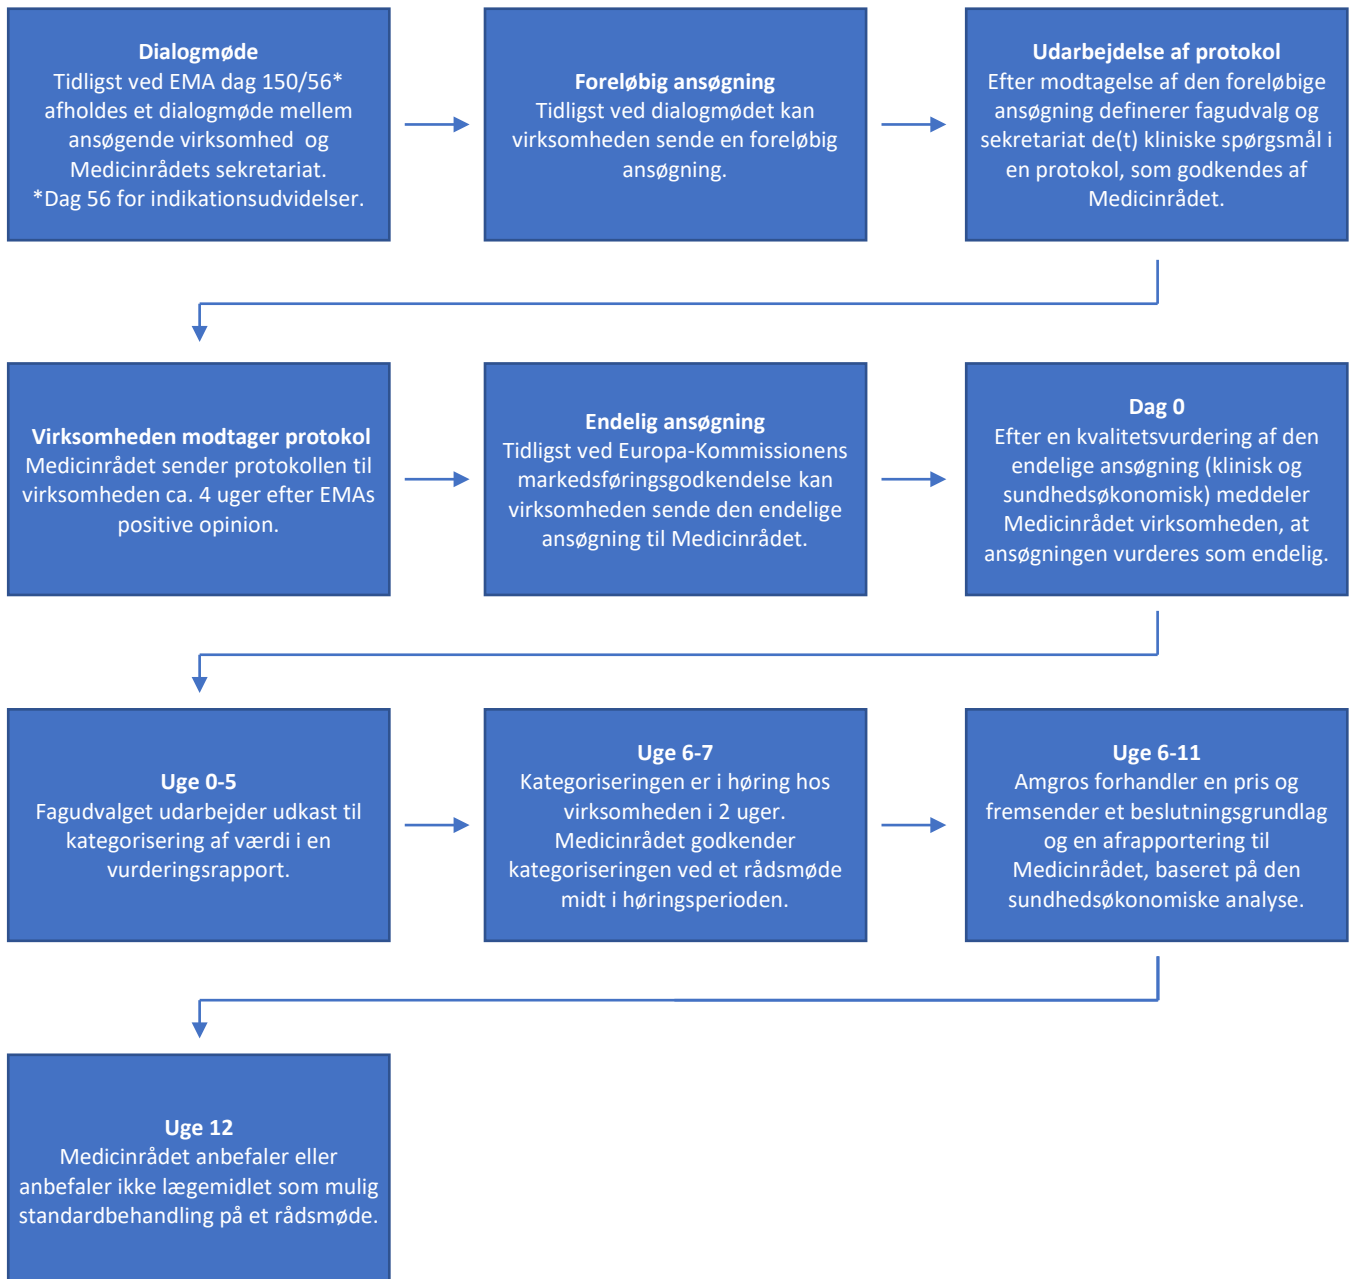 Dialogmøde
Tidligst ved EMA dag 150/56*
afholdes et dialogmøde mellem
ansøgende virksomhed og
Medicinrådets sekretariat.
*Dag 56 for indikationsudvidelser.
Foreløbig ansøgning
Tidligst ved dialogmødet kan
virksomheden sende en foreløbig
ansøgning.
Udarbejdelse af protokol
Efter modtagelse af den foreløbige
ansøgning definerer fagudvalg og
sekretariat de(t) kliniske spørgsmål i
en protokol, som godkendes af
Medicinrådet.
Virksomheden modtager protokol
Medicinrådet sender protokollen til
virksomheden ca. 4 uger efter EMAs
positive opinion.
Endelig ansøgning
Tidligst ved Europa-Kommissionens
markedsføringsgodkendelse kan
virksomheden sende den endelige
ansøgning til Medicinrådet.
Dag 0
Efter en kvalitetsvurdering af den
endelige ansøgning (klinisk og
sundhedsøkonomisk) meddeler
Medicinrådet virksomheden, at
ansøgningen vurderes som endelig.
Uge 0-5
Fagudvalget udarbejder udkast til
kategorisering af værdi i en
vurderingsrapport.
Uge 6-7
Kategoriseringen er i høring hos
virksomheden i 2 uger.
Medicinrådet godkender
kategoriseringen ved et rådsmøde
midt i høringsperioden.
Uge 6-11
Amgros forhandler en pris og
fremsender et beslutningsgrundlag
og en afrapportering til
Medicinrådet, baseret på den
sundhedsøkonomiske analyse.
Uge 12
Medicinrådet anbefaler eller
anbefaler ikke lægemidlet som mulig
standardbehandling på et rådsmøde.